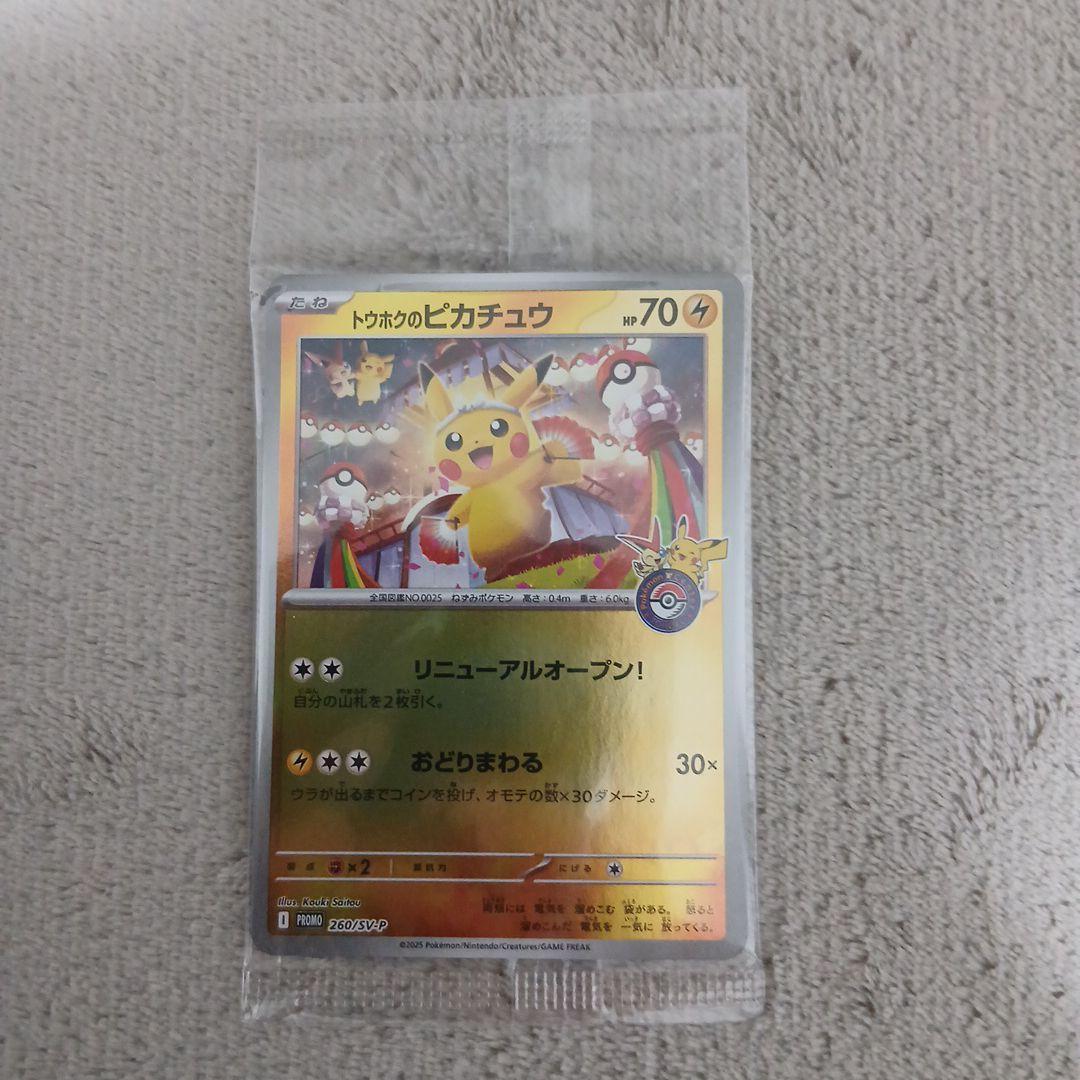 たね
トウホクのピカチュウ HP 70
全国図鑑NO.0025 ねずみポケモン 高さ:0.4m 重さ:6.0kg
Pokémon
リニューアルオープン!
自分の山札を2枚引く。
おどりまわる 30×
ウラが出るまでコインを投げ、オモテの数×30ダメージ。
弱点 ×2 抵抗力 にげる
Illus. Kouki Saitou
両頬には 電気を 溜めこむ 袋がある。 怒ると
溜めこんだ 電気を 一気に 放ってくる。
I PROMO 260/SV-P
©2025 Pokémon/Nintendo/Creatures/GAME FREAK